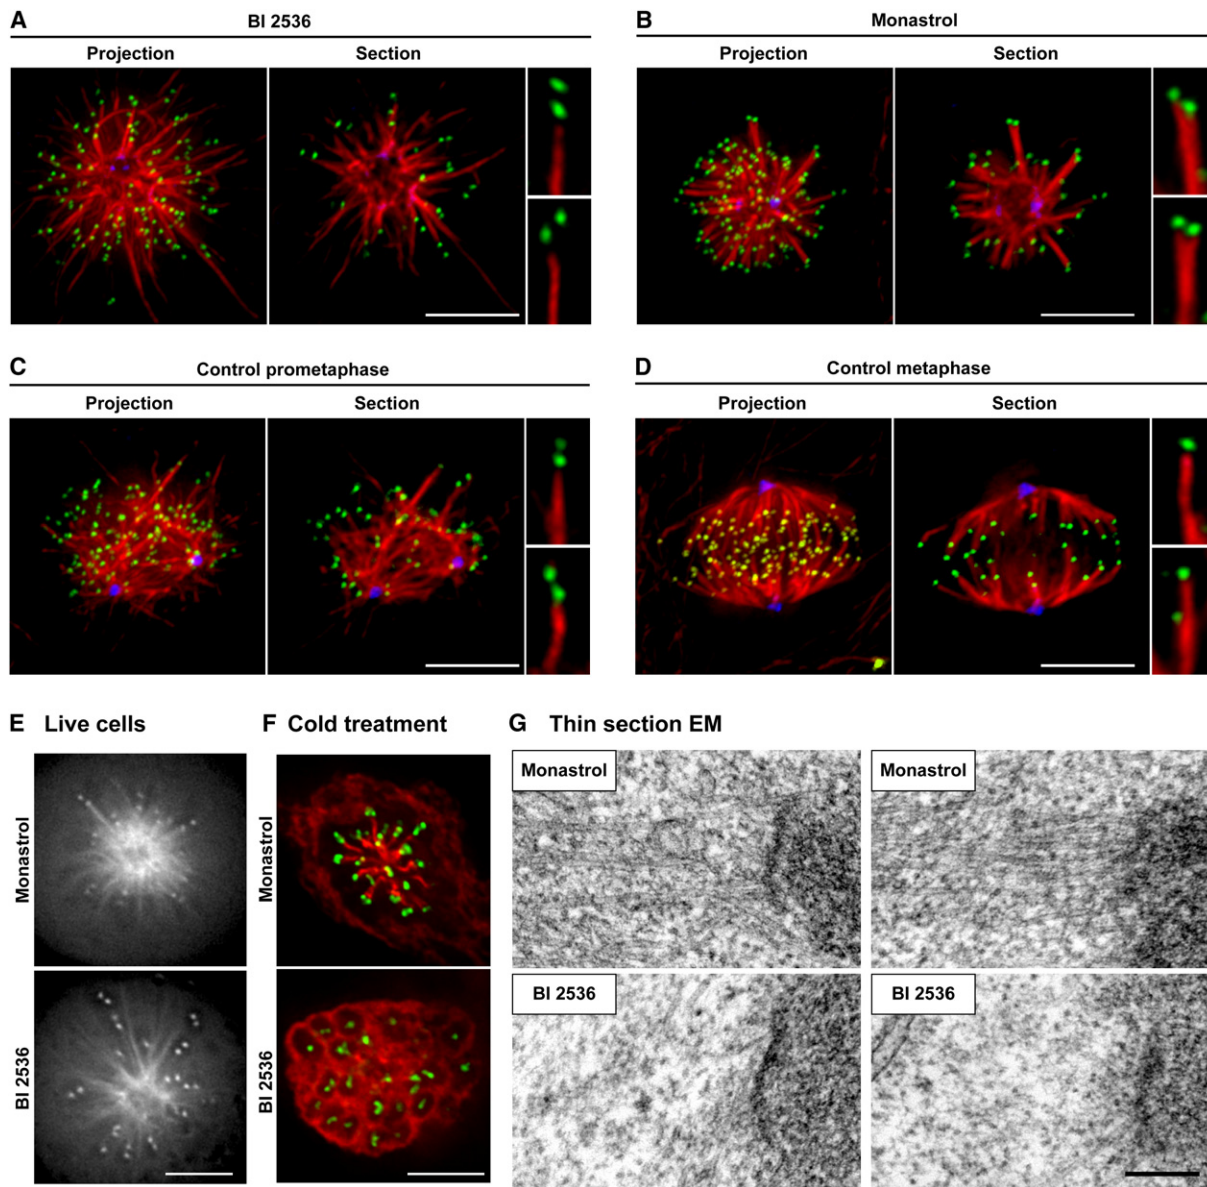 A
BI 2536
Projection
Section
B
Monastrol
Projection
Section
C
Control prometaphase
Projection
Section
D
Control metaphase
Projection
Section
E Live cells
Monastrol
BI 2536
F Cold treatment
Monastrol
BI 2536
G Thin section EM
Monastrol
Monastrol
BI 2536
BI 2536